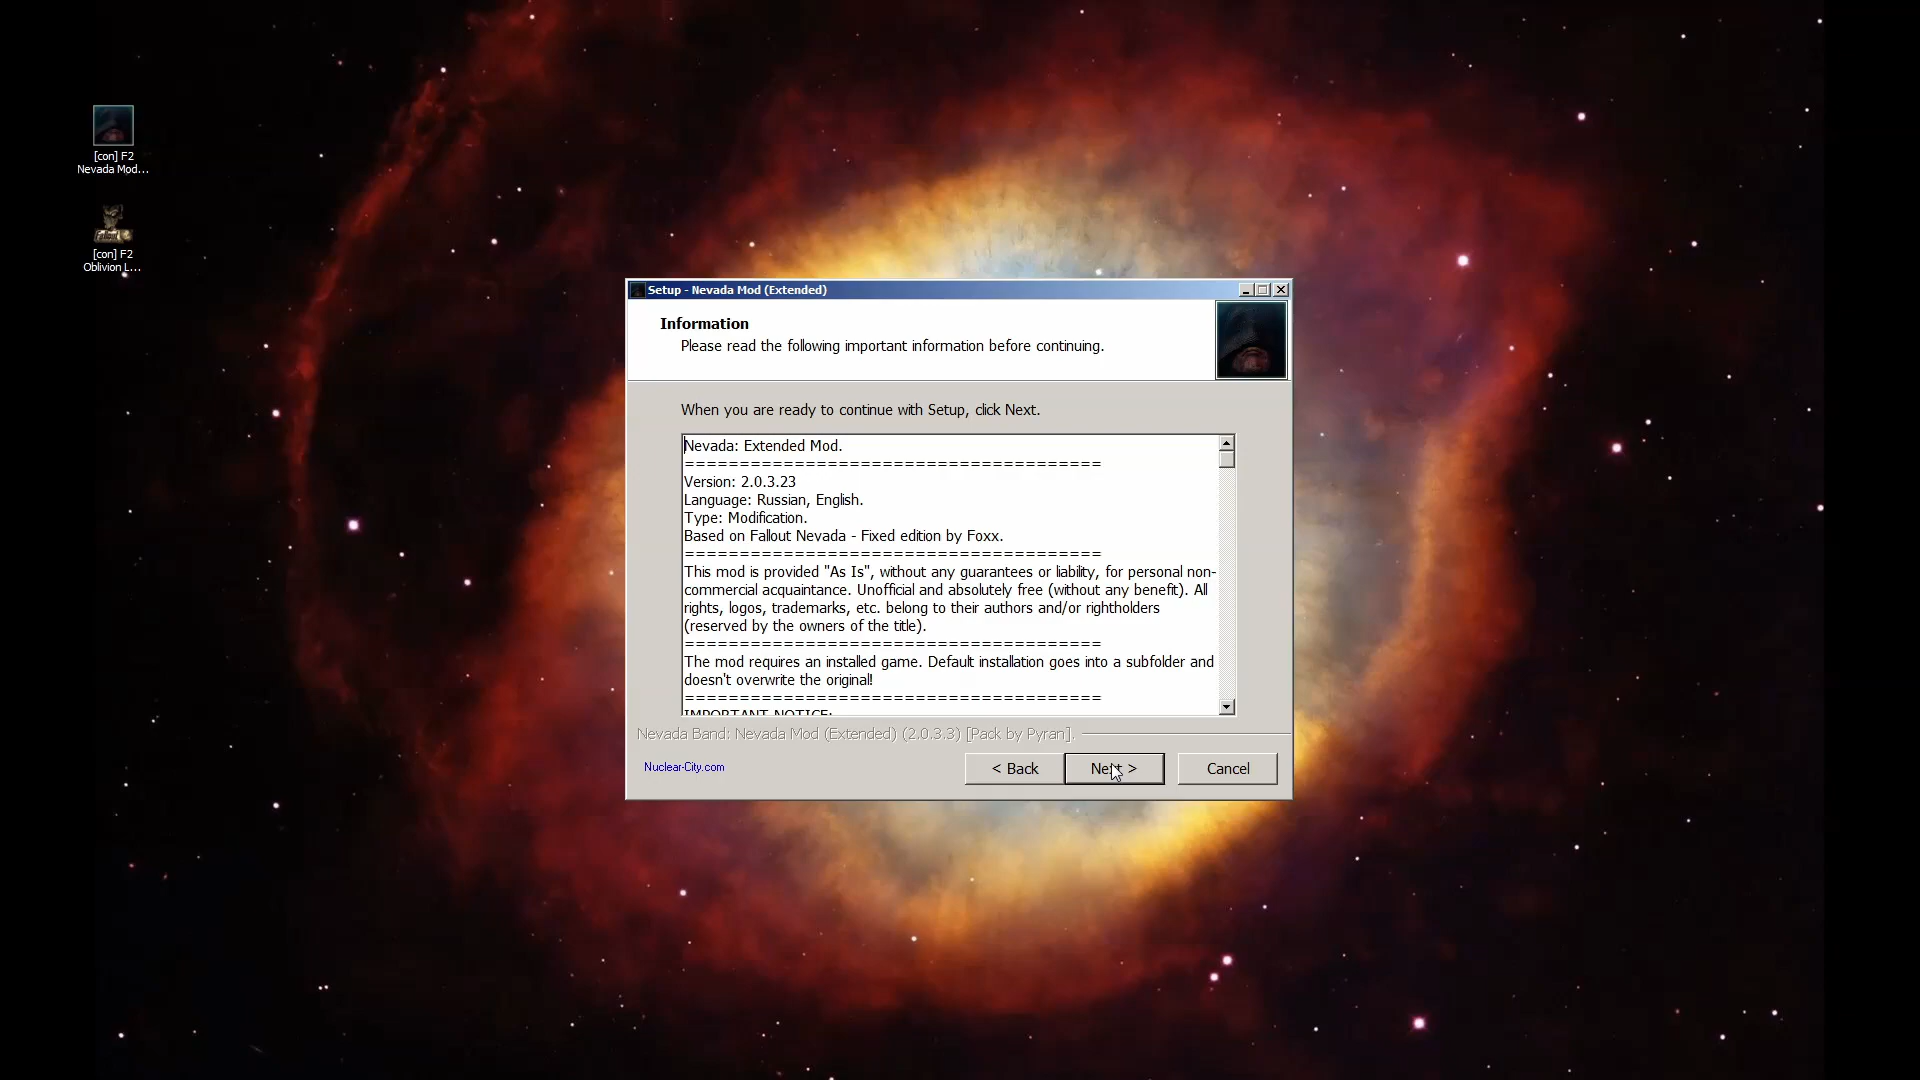 [con] F2
Nevada Mod...
[con] F2
Oblivion L...
Setup - Nevada Mod (Extended)
Information
Please read the following important information before continuing.
When you are ready to continue with Setup, click Next.
Nevada: Extended Mod.
======================================
Version: 2.0.3.23
Language: Russian, English.
Type: Modification.
Based on Fallout Nevada - Fixed edition by Foxx.
======================================
This mod is provided "As Is", without any guarantees or liability, for personal non-
commercial acquaintance. Unofficial and absolutely free (without any benefit). All
rights, logos, trademarks, etc. belong to their authors and/or rightholders
(reserved by the owners of the title).
======================================
The mod requires an installed game. Default installation goes into a subfolder and
doesn't overwrite the original!
======================================
IMPORTANT NOTICE:
Nevada Band: Nevada Mod (Extended) (2.0.3.3) [Pack by Pyran].
Nuclear-City.com
< Back
Next >
Cancel